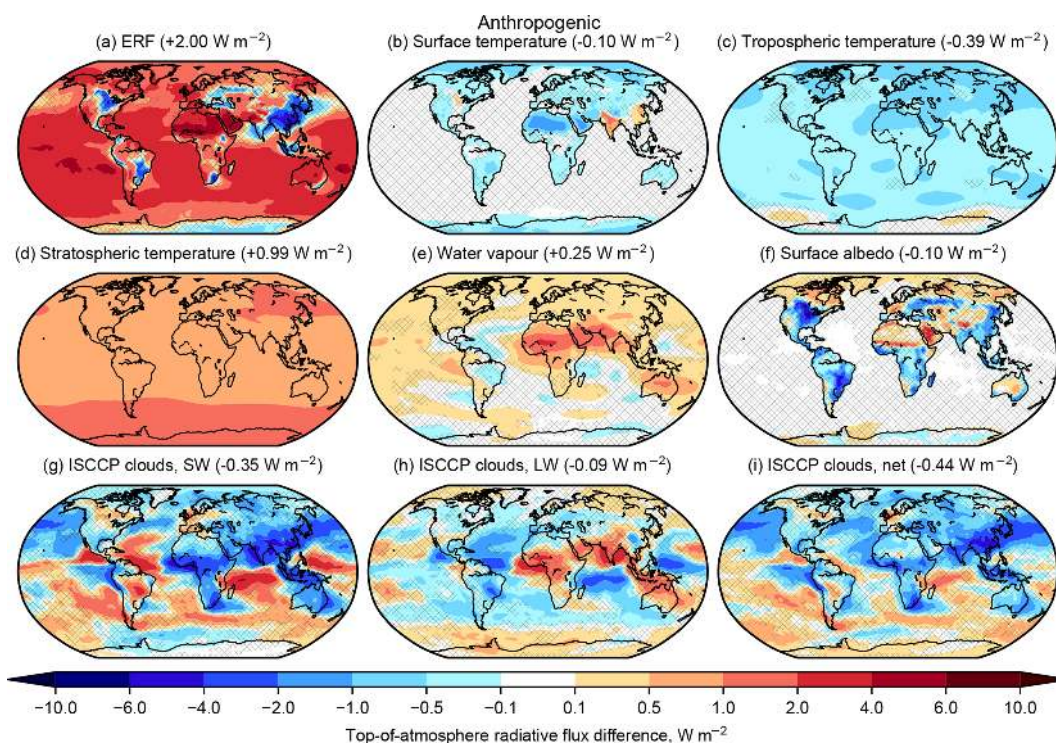 Anthropogenic
(a) ERF (+2.00 W m⁻²)
(b) Surface temperature (-0.10 W m⁻²)
(c) Tropospheric temperature (-0.39 W m⁻²)
(d) Stratospheric temperature (+0.99 W m⁻²)
(e) Water vapour (+0.25 W m⁻²)
(f) Surface albedo (-0.10 W m⁻²)
(g) ISCCP clouds, SW (-0.35 W m⁻²)
(h) ISCCP clouds, LW (-0.09 W m⁻²)
(i) ISCCP clouds, net (-0.44 W m⁻²)
−10.0 −6.0 −4.0 −2.0 −1.0 −0.5 −0.1 0.1 0.5 1.0 2.0 4.0 6.0 10.0
Top-of-atmosphere radiative flux difference, W m⁻²